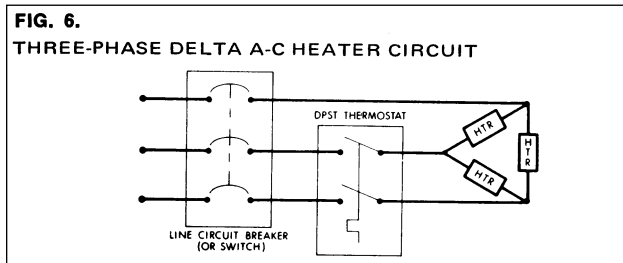 FIG. 6.
THREE-PHASE DELTA A-C HEATER CIRCUIT
DPST THERMOSTAT
HTR
HTR
HTR
LINE CIRCUIT BREAKER
(OR SWITCH)